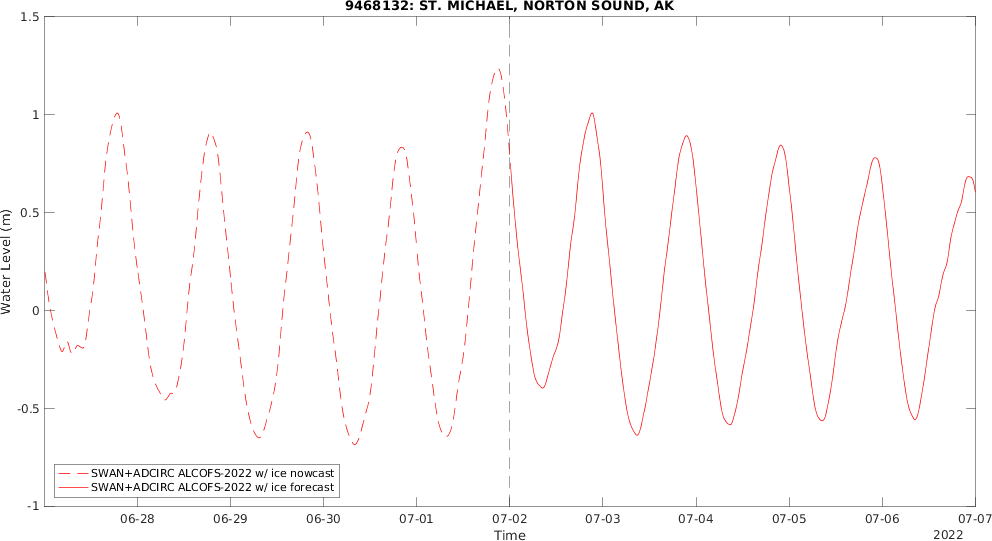 9468132: ST. MICHAEL, NORTON SOUND, AK
1.5
1
0.5
0
-0.5
-1
Water Level (m)
SWAN+ADCIRC ALCOFS-2022 w/ ice nowcast
SWAN+ADCIRC ALCOFS-2022 w/ ice forecast
06-28 06-29 06-30 07-01 07-02 07-03 07-04 07-05 07-06 07-07
Time
2022